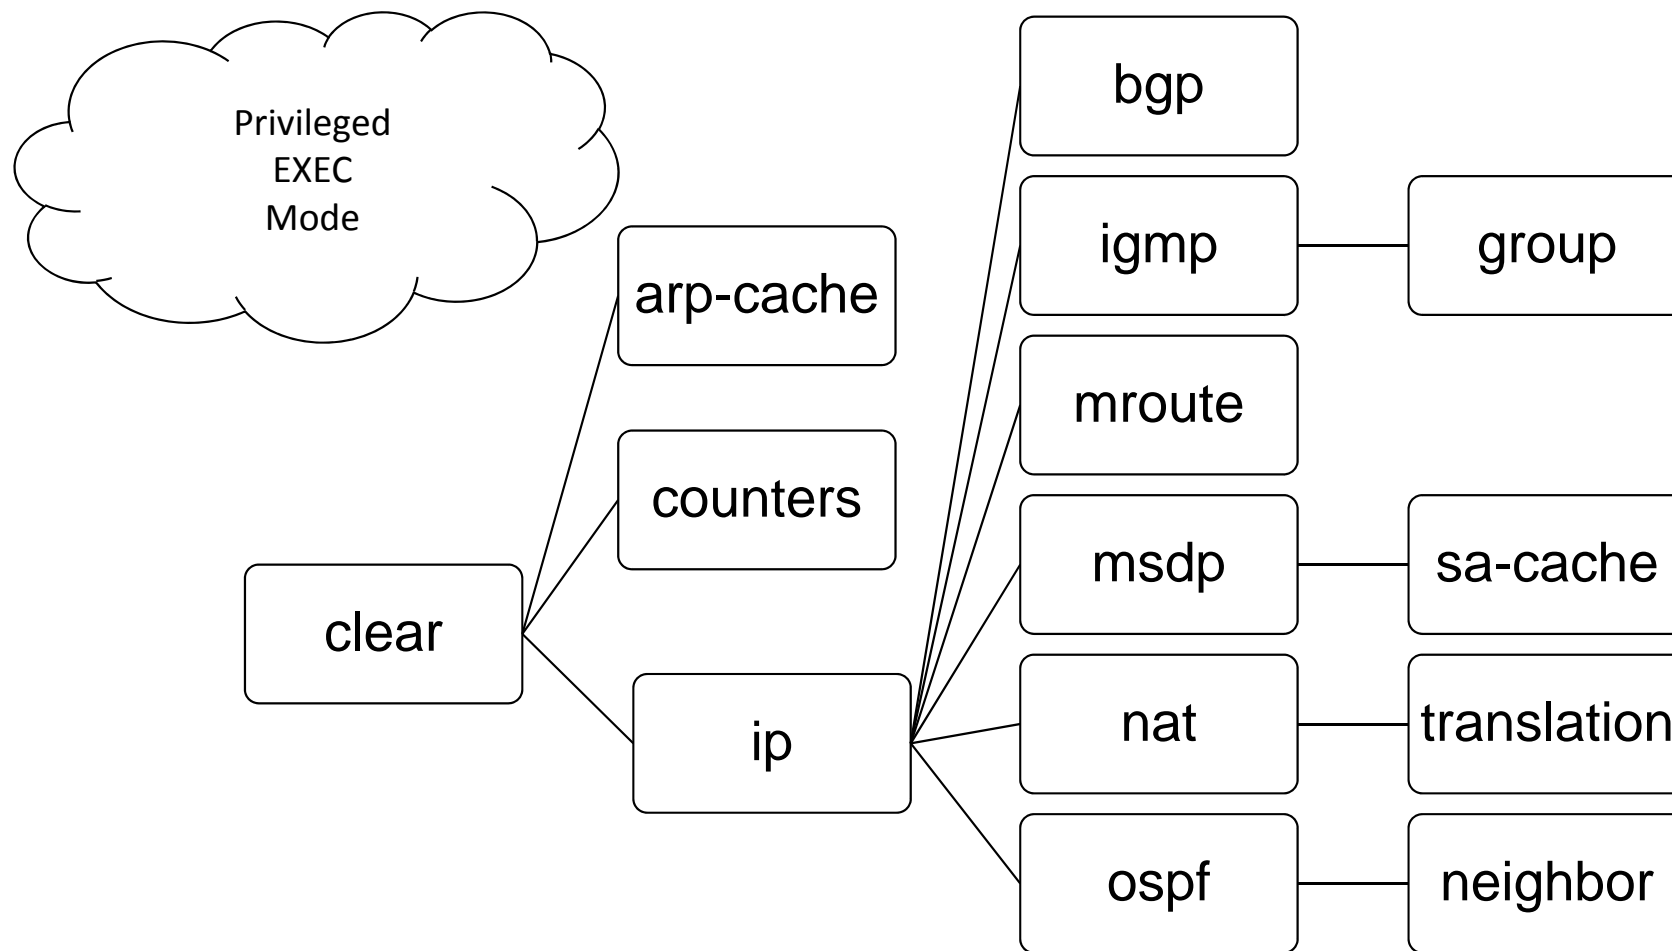 Privileged
EXEC
Mode
clear
arp-cache
counters
ip
bgp
igmp
group
mroute
msdp
sa-cache
nat
translation
ospf
neighbor